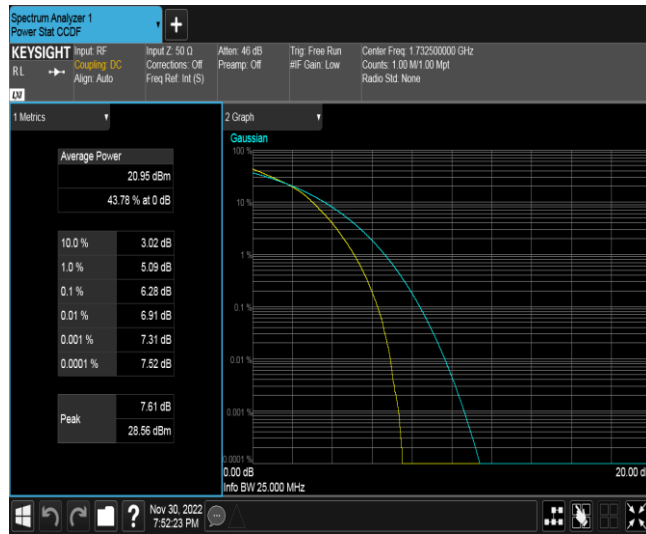 Spectrum Analyzer 1
Power Stat CCDF
+
KEYSIGHT
RL
LXI
Input: RF
Coupling: DC
Align: Auto
Input Z: 50 Ω
Corrections: Off
Freq Ref: Int (S)
Atten: 46 dB
Preamp: Off
Trig: Free Run
#IF Gain: Low
Center Freq: 1.732500000 GHz
Counts: 1.00 M/1.00 Mpt
Radio Std: None
1 Metrics
Average Power
20.95 dBm
43.78 % at 0 dB
10.0 % 3.02 dB
1.0 % 5.09 dB
0.1 % 6.28 dB
0.01 % 6.91 dB
0.001 % 7.31 dB
0.0001 % 7.52 dB
Peak
7.61 dB
28.56 dBm
2 Graph
Gaussian
100 %
10 %
1 %
0.1 %
0.01 %
0.001 %
0.0001 %
0.00 dB
20.00 d
Info BW 25.000 MHz
?
Nov 30, 2022
7:52:23 PM